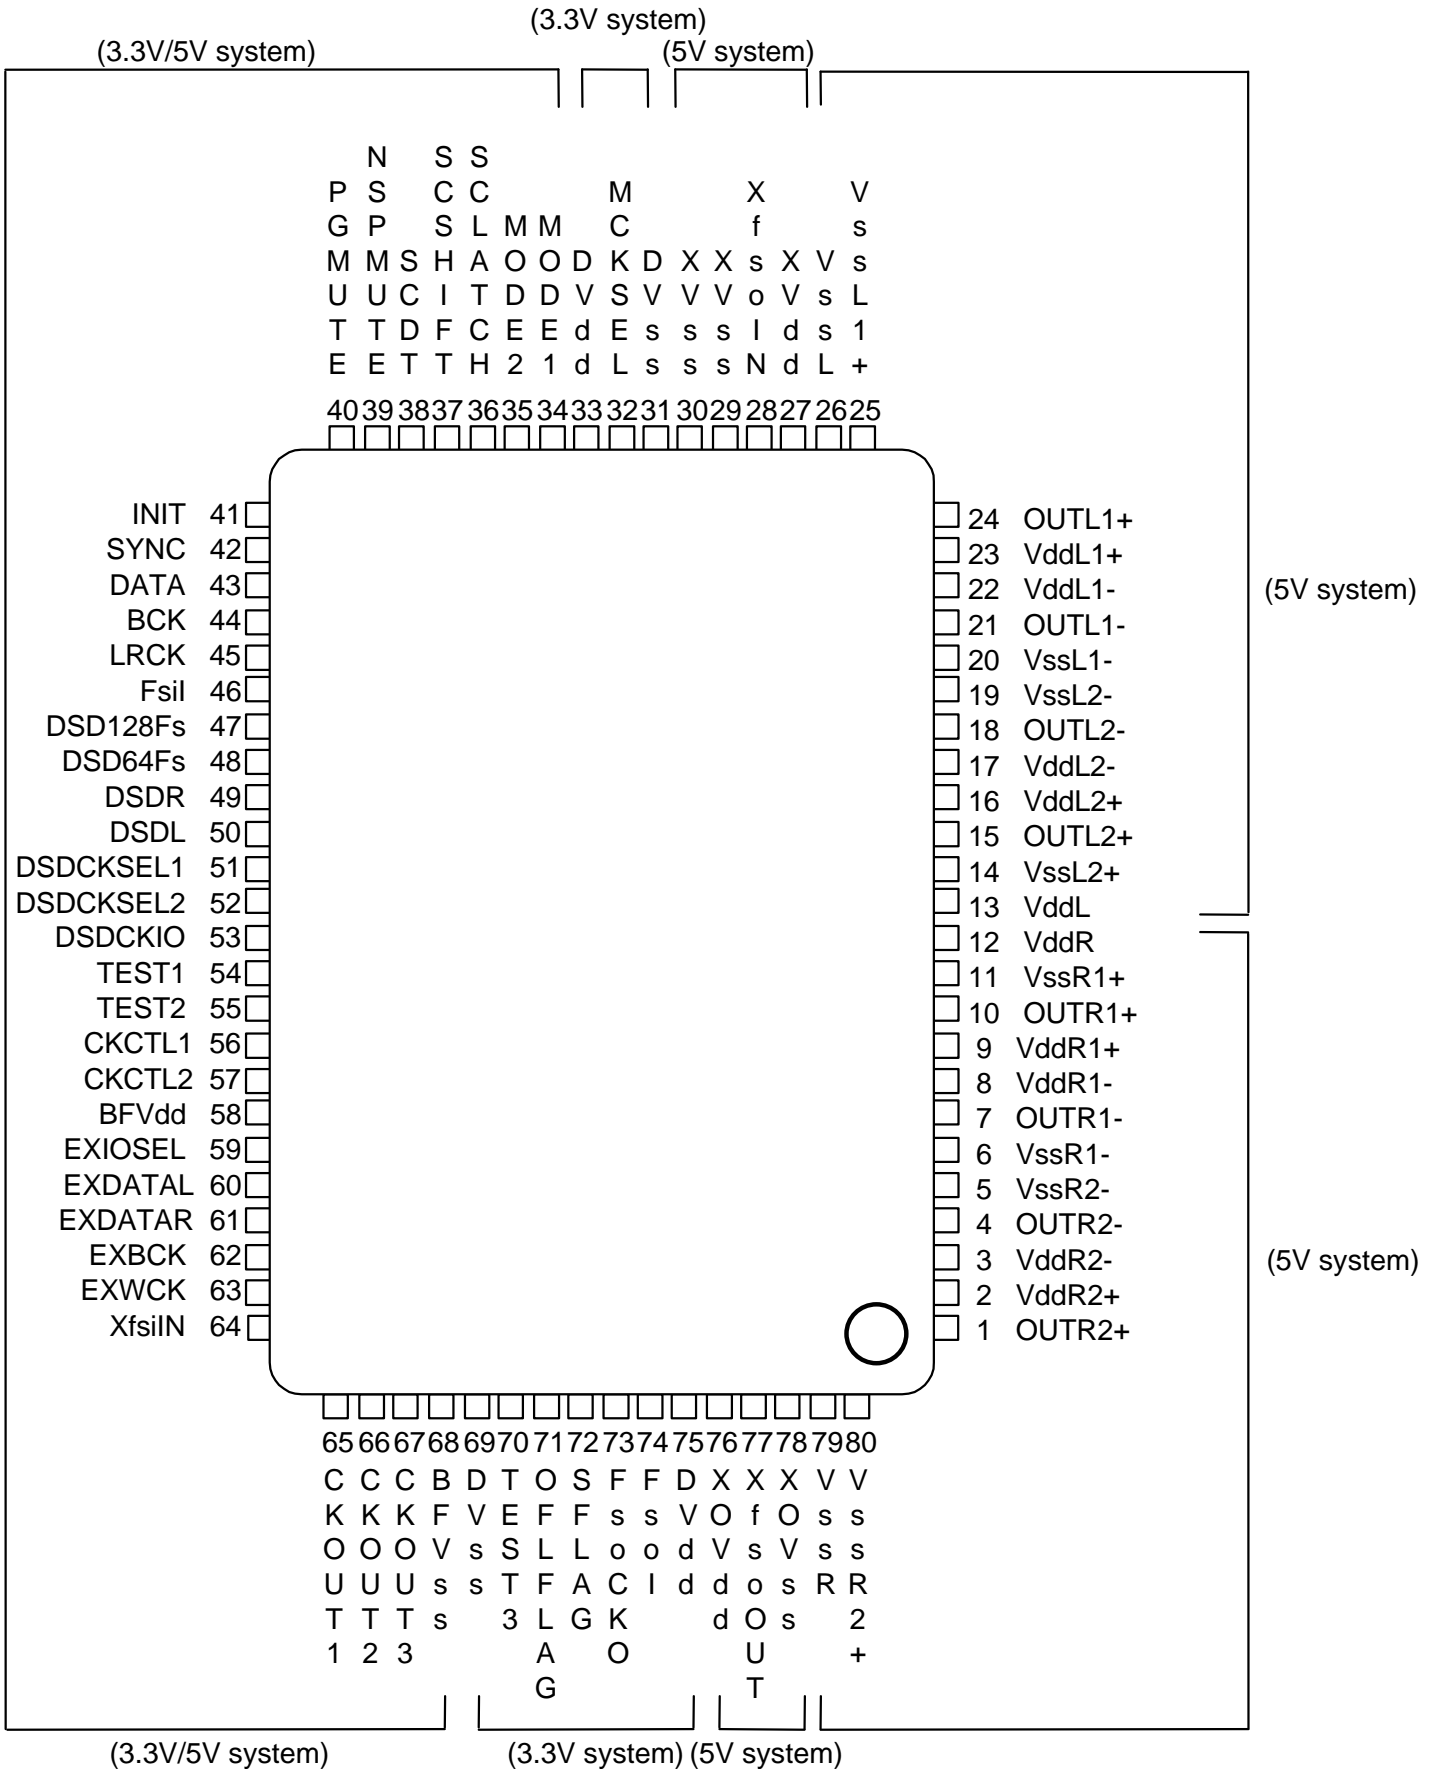 (3.3V system)
(3.3V/5V system)
(5V system)
PGMUTE
NSPMUTE
SCDT
SCSHIFT
SCLATCH
MODE2
MODE1
DVdd
MCKSEL
DVss
XVss
XVss
XfsoIN
XVdd
VssL
VssL1+
40 39 38 37 36 35 34 33 32 31 30 29 28 27 26 25
INIT 41
SYNC 42
DATA 43
BCK 44
LRCK 45
FsiI 46
DSD128Fs 47
DSD64Fs 48
DSDR 49
DSDL 50
DSDCKSEL1 51
DSDCKSEL2 52
DSDCKIO 53
TEST1 54
TEST2 55
CKCTL1 56
CKCTL2 57
BFVdd 58
EXIOSEL 59
EXDATAL 60
EXDATAR 61
EXBCK 62
EXWCK 63
XfsiIN 64
24 OUTL1+
23 VddL1+
22 VddL1-
21 OUTL1-
20 VssL1-
19 VssL2-
18 OUTL2-
17 VddL2-
16 VddL2+
15 OUTL2+
14 VssL2+
13 VddL
12 VddR
11 VssR1+
10 OUTR1+
9 VddR1+
8 VddR1-
7 OUTR1-
6 VssR1-
5 VssR2-
4 OUTR2-
3 VddR2-
2 VddR2+
1 OUTR2+
(5V system)
(5V system)
65 66 67 68 69 70 71 72 73 74 75 76 77 78 79 80
CKOUT1
CKOUT2
CKOUT3
BFVss
DVss
TEST3
OFLFLAG
SFLAG
FsoCKO
FsoI
DVdd
XOVdd
XfsoOUT
XOVss
VssR
VssR2+
(3.3V/5V system)
(3.3V system)
(5V system)